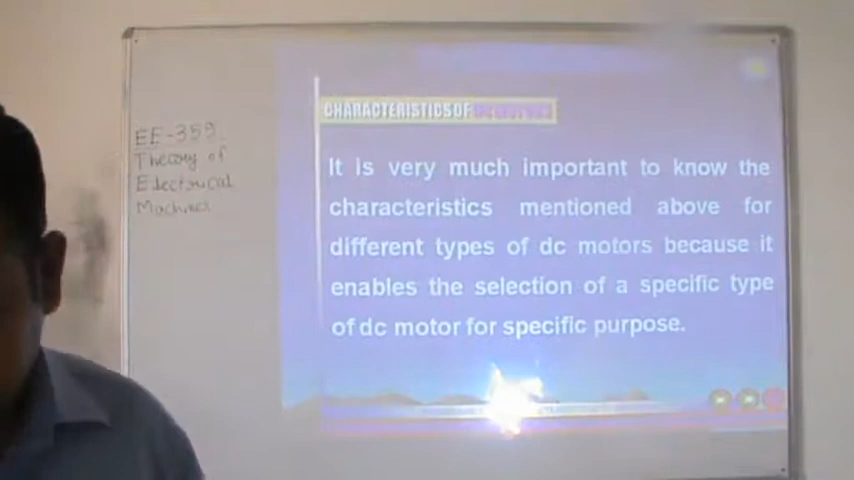 EE-359
Theory of
Electrical
Machines
CHARACTERISTICS OF
It is very much important to know the
characteristics mentioned above for
different types of dc motors because it
enables the selection of a specific type
of dc motor for specific purpose.